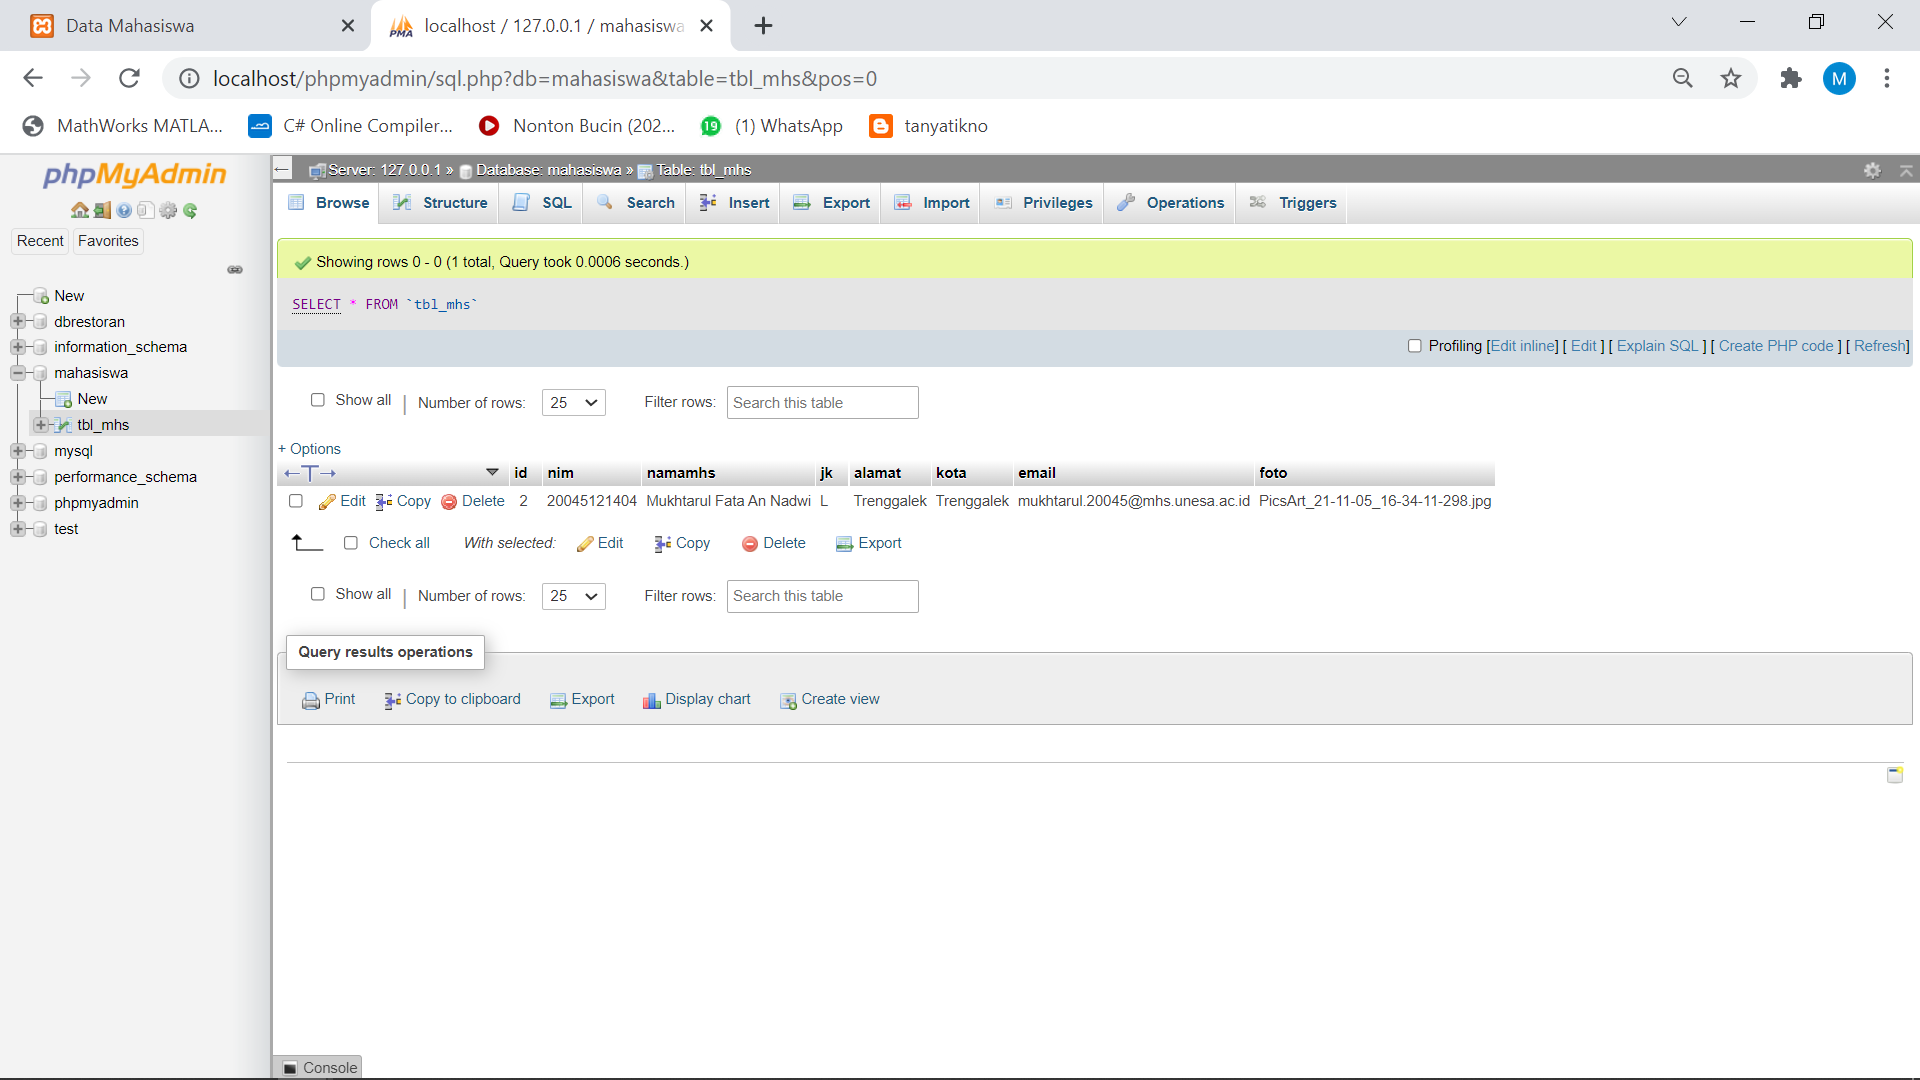 Data Mahasiswa
localhost / 127.0.0.1 / mahasiswa
localhost/phpmyadmin/sql.php?db=mahasiswa&table=tbl_mhs&pos=0
M
MathWorks MATLA... C# Online Compiler... Nonton Bucin (202... 19 (1) WhatsApp tanyatikno
phpMyAdmin
Recent Favorites
New
dbrestoran
information_schema
mahasiswa
New
tbl_mhs
mysql
performance_schema
phpmyadmin
test
Server: 127.0.0.1 » Database: mahasiswa » Table: tbl_mhs
Browse Structure SQL Search Insert Export Import Privileges Operations Triggers
Showing rows 0 - 0 (1 total, Query took 0.0006 seconds.)
SELECT * FROM `tbl_mhs`
Profiling [Edit inline] [ Edit ] [ Explain SQL ] [ Create PHP code ] [ Refresh]
Show all | Number of rows: 25 Filter rows: Search this table
+ Options
←T→ id nim namamhs jk alamat kota email foto
Edit Copy Delete 2 20045121404 Mukhtarul Fata An Nadwi L Trenggalek Trenggalek mukhtarul.20045@mhs.unesa.ac.id PicsArt_21-11-05_16-34-11-298.jpg
Check all With selected: Edit Copy Delete Export
Show all | Number of rows: 25 Filter rows: Search this table
Query results operations
Print Copy to clipboard Export Display chart Create view
Console